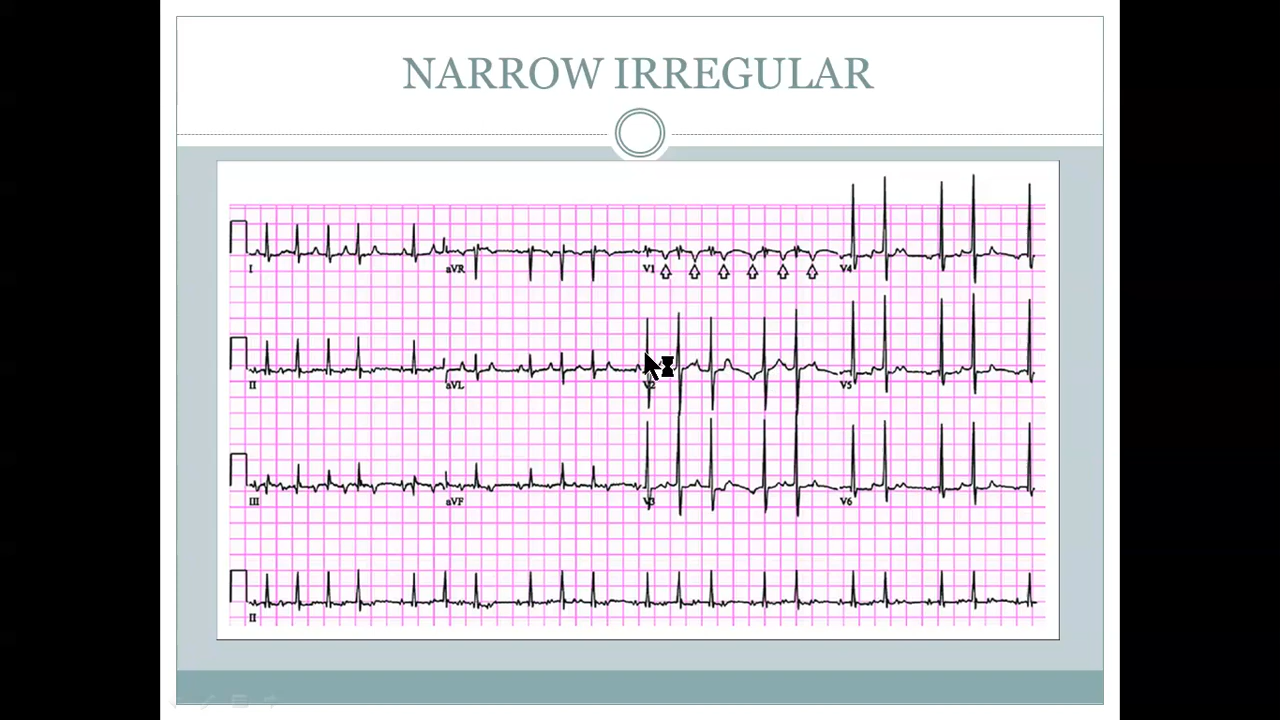 NARROW IRREGULAR
I
aVR
V1
V4
II
aVL
V2
V5
III
aVF
V3
V6
II